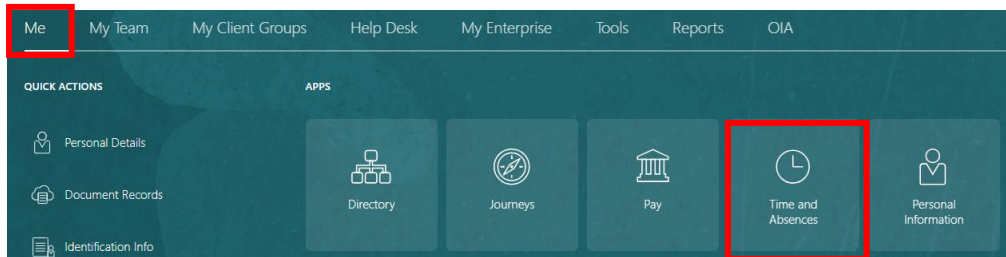 Me My Team My Client Groups Help Desk My Enterprise Tools Reports OIA
QUICK ACTIONS
APPS
Personal Details
Document Records
Identification Info
Directory
Journeys
Pay
Time and
Absences
Personal
Information